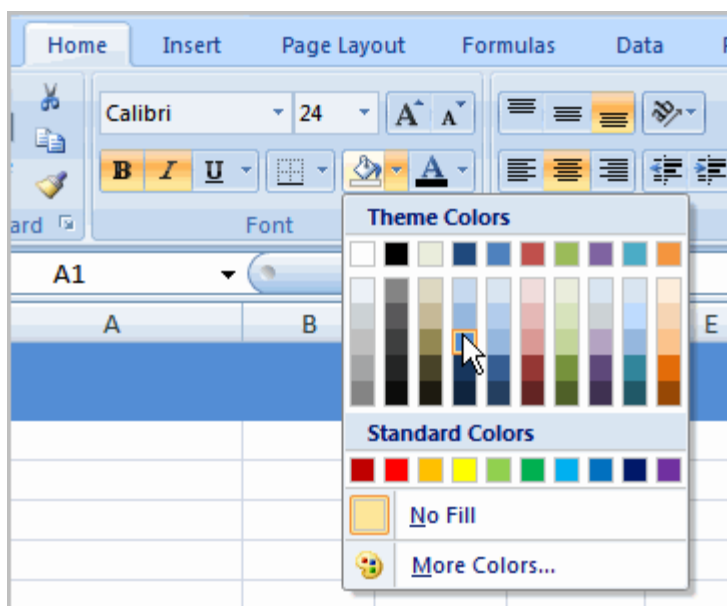 Home Insert Page Layout Formulas Data
Calibri 24 A A
B I U A
ard Font
Theme Colors
A1
A B E
Standard Colors
No Fill
More Colors...